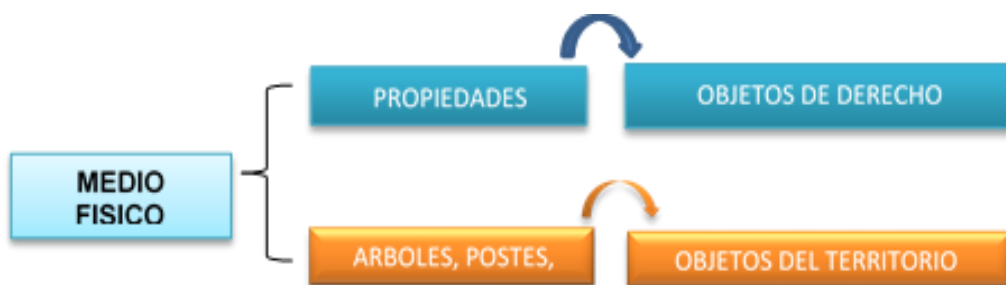 PROPIEDADES
OBJETOS DE DERECHO
MEDIO
FISICO
ARBOLES, POSTES,
OBJETOS DEL TERRITORIO